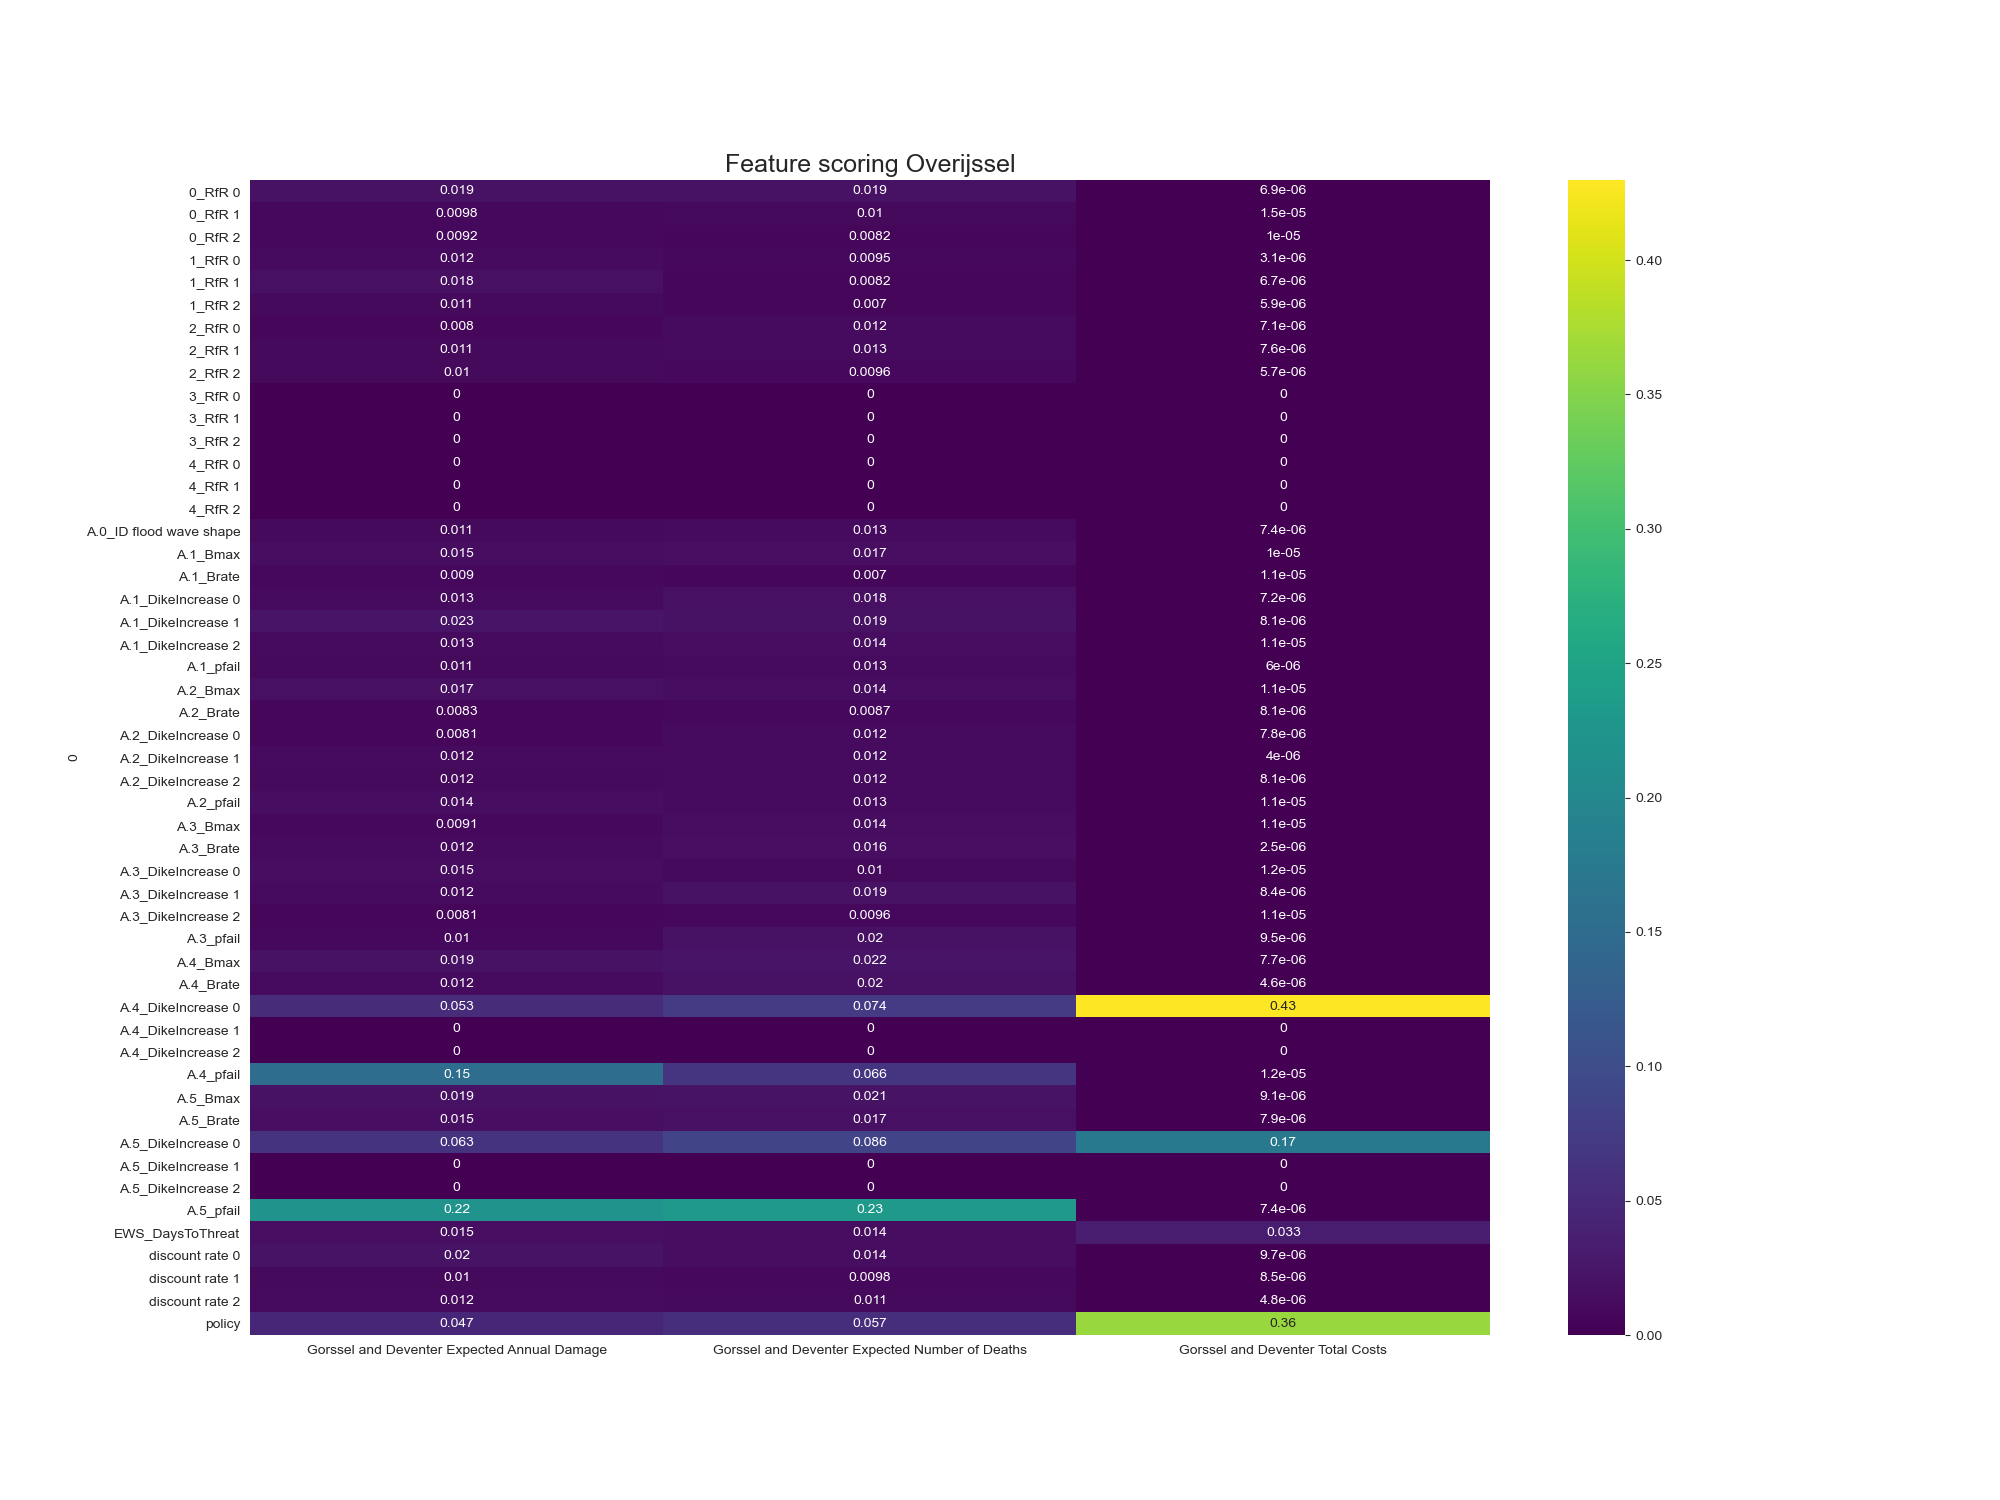 Feature scoring Overijssel
0_RfR 0 0.019 0.019 6.9e-06
0_RfR 1 0.0098 0.01 1.5e-05
0_RfR 2 0.0092 0.0082 1e-05
1_RfR 0 0.012 0.0095 3.1e-06
1_RfR 1 0.018 0.0082 6.7e-06
1_RfR 2 0.011 0.007 5.9e-06
2_RfR 0 0.008 0.012 7.1e-06
2_RfR 1 0.011 0.013 7.6e-06
2_RfR 2 0.01 0.0096 5.7e-06
3_RfR 0 0 0 0
3_RfR 1 0 0 0
3_RfR 2 0 0 0
4_RfR 0 0 0 0
4_RfR 1 0 0 0
4_RfR 2 0 0 0
A.0_ID flood wave shape 0.011 0.013 7.4e-06
A.1_Bmax 0.015 0.017 1e-05
A.1_Brate 0.009 0.007 1.1e-05
A.1_DikeIncrease 0 0.013 0.018 7.2e-06
A.1_DikeIncrease 1 0.023 0.019 8.1e-06
A.1_DikeIncrease 2 0.013 0.014 1.1e-05
A.1_pfail 0.011 0.013 6e-06
A.2_Bmax 0.017 0.014 1.1e-05
A.2_Brate 0.0083 0.0087 8.1e-06
A.2_DikeIncrease 0 0.0081 0.012 7.8e-06
A.2_DikeIncrease 1 0.012 0.012 4e-06
A.2_DikeIncrease 2 0.012 0.012 8.1e-06
A.2_pfail 0.014 0.013 1.1e-05
A.3_Bmax 0.0091 0.014 1.1e-05
A.3_Brate 0.012 0.016 2.5e-06
A.3_DikeIncrease 0 0.015 0.01 1.2e-05
A.3_DikeIncrease 1 0.012 0.019 8.4e-06
A.3_DikeIncrease 2 0.0081 0.0096 1.1e-05
A.3_pfail 0.01 0.02 9.5e-06
A.4_Bmax 0.019 0.022 7.7e-06
A.4_Brate 0.012 0.02 4.6e-06
A.4_DikeIncrease 0 0.053 0.074 0.43
A.4_DikeIncrease 1 0 0 0
A.4_DikeIncrease 2 0 0 0
A.4_pfail 0.15 0.066 1.2e-05
A.5_Bmax 0.019 0.021 9.1e-06
A.5_Brate 0.015 0.017 7.9e-06
A.5_DikeIncrease 0 0.063 0.086 0.17
A.5_DikeIncrease 1 0 0 0
A.5_DikeIncrease 2 0 0 0
A.5_pfail 0.22 0.23 7.4e-06
EWS_DaysToThreat 0.015 0.014 0.033
discount rate 0 0.02 0.014 9.7e-06
discount rate 1 0.01 0.0098 8.5e-06
discount rate 2 0.012 0.011 4.8e-06
policy 0.047 0.057 0.36
0
Gorssel and Deventer Expected Annual Damage
Gorssel and Deventer Expected Number of Deaths
Gorssel and Deventer Total Costs
0.40
0.35
0.30
0.25
0.20
0.15
0.10
0.05
0.00